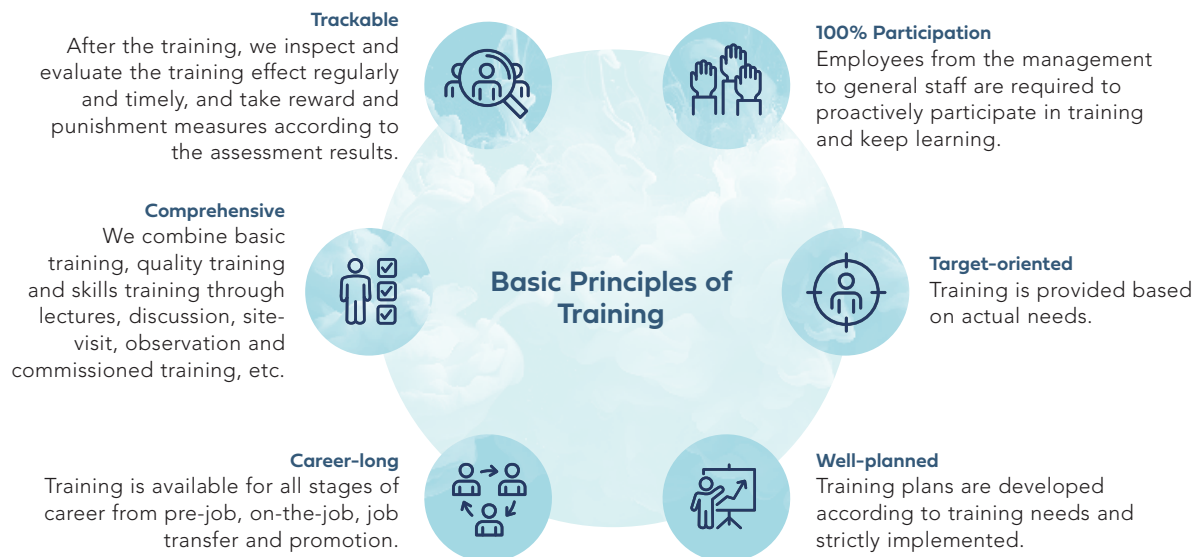 Trackable
After the training, we inspect and
evaluate the training effect regularly
and timely, and take reward and
punishment measures according to
the assessment results.
100% Participation
Employees from the management
to general staff are required to
proactively participate in training
and keep learning.
Comprehensive
We combine basic
training, quality training
and skills training through
lectures, discussion, site-
visit, observation and
commissioned training, etc.
Basic Principles of
Training
Target-oriented
Training is provided based
on actual needs.
Career-long
Training is available for all stages of
career from pre-job, on-the-job, job
transfer and promotion.
Well-planned
Training plans are developed
according to training needs and
strictly implemented.